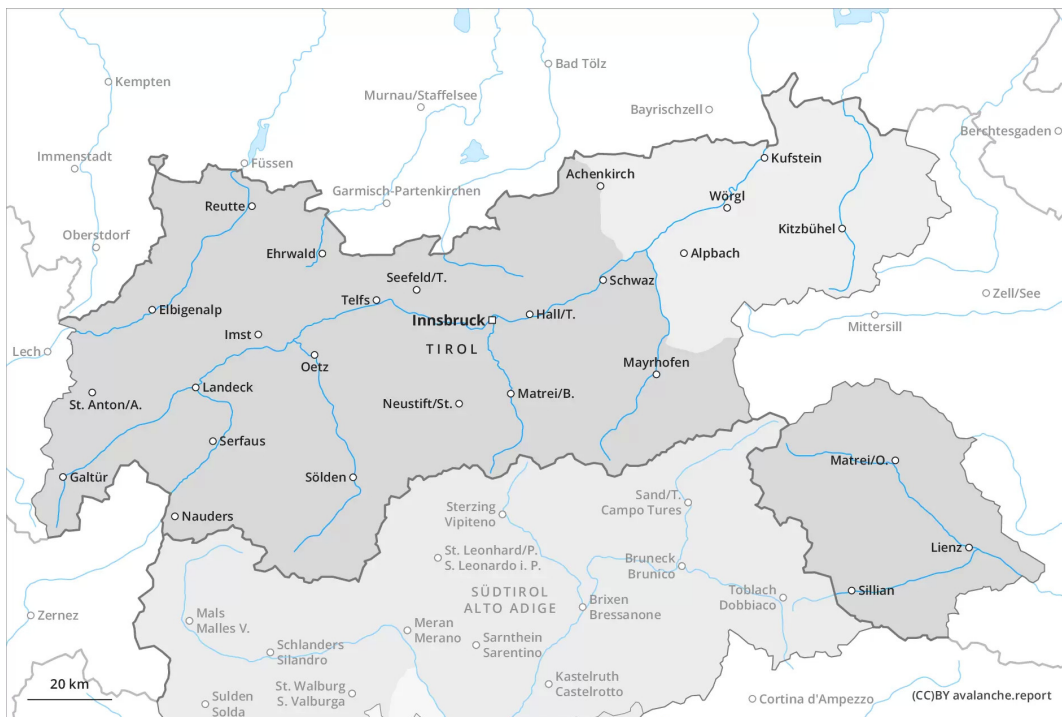 Kempten
Bad Tölz
Murnau/Staffelsee
Bayrischzell
Berchtesgaden
Immenstadt
Füssen
Kufstein
Achenkirch
Garmisch-Partenkirchen
Wörgl
Reutte
Kitzbühel
Oberstdorf
Ehrwald
Alpbach
Seefeld/T.
Schwaz
Zell/See
Telfs
Elbigenalp
Innsbruck
Hall/T.
Mittersill
Imst
TIROL
Lech
Oetz
Mayrhofen
Landeck
St. Anton/A.
Neustift/St.
Matrei/B.
Serfaus
Matrei/O.
Galtür
Sölden
Sand/T.
Campo Tures
Nauders
Sterzing
Vipiteno
Lienz
St. Leonhard/P.
S. Leonardo i. P.
Bruneck
Brunico
SÜDTIROL
ALTO ADIGE
Toblach
Dobbiaco
Sillian
Brixen
Bressanone
Zernez
Mals
Malles V.
Meran
Merano
Sarnthein
Sarentino
Schlanders
Silandro
20 km
St. Walburg
S. Valburga
Kastelruth
Castelrotto
Sulden
Solda
Cortina d'Ampezzo
(CC)BY avalanche.report